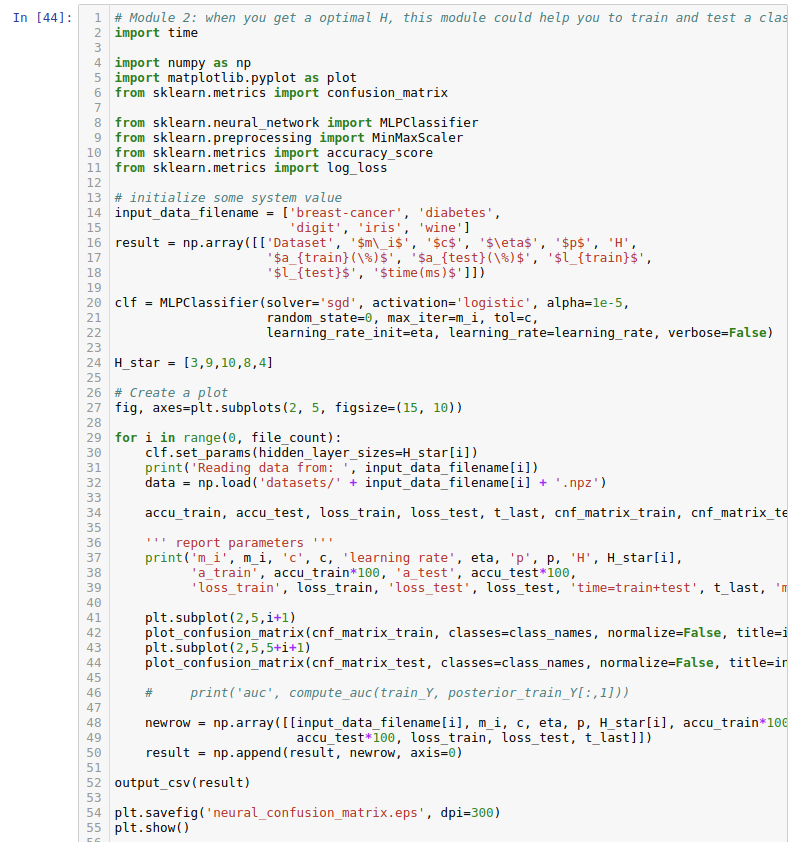 In [44]:
1 # Module 2: when you get a optimal H, this module could help you to train and test a
2 import time
3
4 import numpy as np
5 import matplotlib.pyplot as plot
6 from sklearn.metrics import confusion_matrix
7
8 from sklearn.neural_network import MLPClassifier
9 from sklearn.preprocessing import MinMaxScaler
10 from sklearn.metrics import accuracy_score
11 from sklearn.metrics import log_loss
12
13 # initialize some system value
14 input_data_filename = ['breast-cancer', 'diabetes',
15                        'digit', 'iris', 'wine']
16 result = np.array([['Dataset', '$m\_i$', '$c$', '$\eta$', '$p$', 'H',
17                     '$a_{train}(\%)$', '$a_{test}(\%)$', '$l_{train}$',
18                     '$l_{test}$', '$time(ms)$']])
19
20 clf = MLPClassifier(solver='sgd', activation='logistic', alpha=1e-5,
21                     random_state=0, max_iter=m_i, tol=c,
22                     learning_rate_init=eta, learning_rate=learning_rate, verbose=False)
23
24 H_star = [3,9,10,8,4]
25
26 # Create a plot
27 fig, axes=plt.subplots(2, 5, figsize=(15, 10))
28
29 for i in range(0, file_count):
30     clf.set_params(hidden_layer_sizes=H_star[i])
31     print('Reading data from: ', input_data_filename[i])
32     data = np.load('datasets/' + input_data_filename[i] + '.npz')
33
34     accu_train, accu_test, loss_train, loss_test, t_last, cnf_matrix_train, cnf_matrix_te
35
36     ''' report parameters '''
37     print('m_i', m_i, 'c', c, 'learning rate', eta, 'p', p, 'H', H_star[i],
38           'a_train', accu_train*100, 'a_test', accu_test*100,
39           'loss_train', loss_train, 'loss_test', loss_test, 'time=train+test', t_last, 'm
40
41     plt.subplot(2,5,i+1)
42     plot_confusion_matrix(cnf_matrix_train, classes=class_names, normalize=False, title=i
43     plt.subplot(2,5,5+i+1)
44     plot_confusion_matrix(cnf_matrix_test, classes=class_names, normalize=False, title=in
45
46     #     print('auc', compute_auc(train_Y, posterior_train_Y[:,1]))
47
48     newrow = np.array([[input_data_filename[i], m_i, c, eta, p, H_star[i], accu_train*100
49                         accu_test*100, loss_train, loss_test, t_last]])
50     result = np.append(result, newrow, axis=0)
51
52 output_csv(result)
53
54 plt.savefig('neural_confusion_matrix.eps', dpi=300)
55 plt.show()